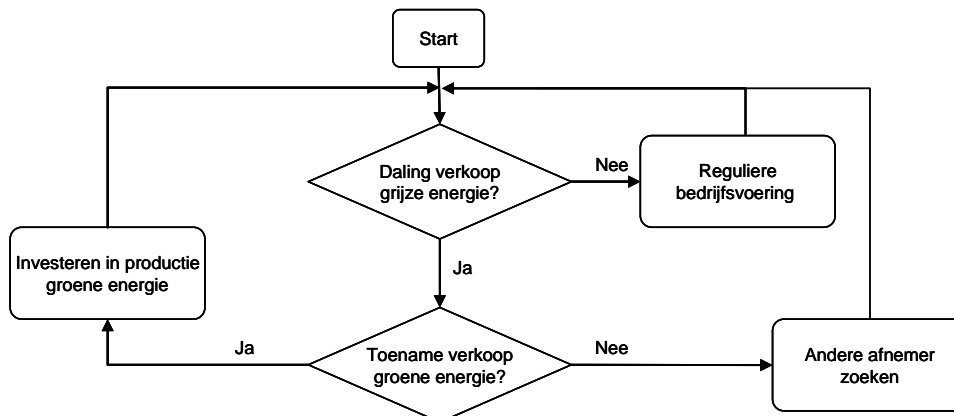 Start
Daling verkoop
grijze energie?
Nee
Reguliere
bedrijfsvoering
Investeren in productie
groene energie
Ja
Ja
Toename verkoop
groene energie?
Nee
Andere afnemer
zoeken